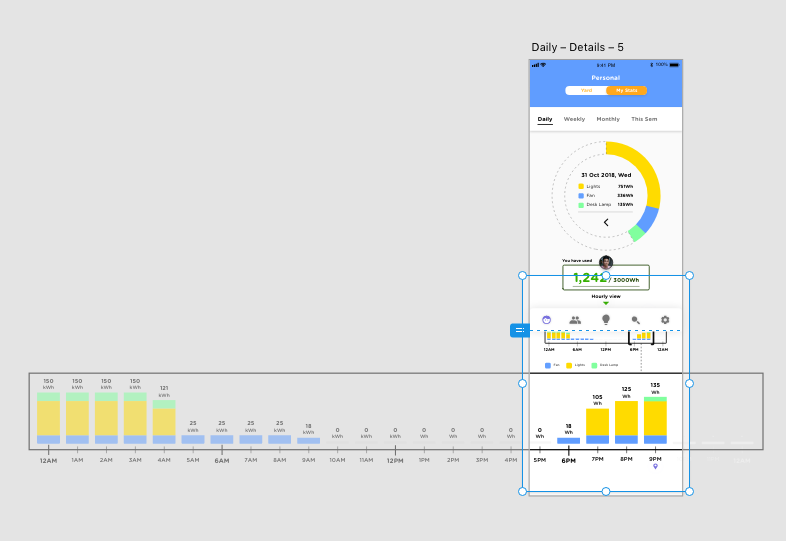 Daily – Details – 5
9:41 PM
100%
Personal
Yard
My Stats
Daily Weekly Monthly This Sem
31 Oct 2018, Wed
Lights 751Wh
Fan 336Wh
Desk Lamp 135Wh
You have used
1,242 / 3000Wh
Hourly view
12AM 6AM 12PM 6PM 12AM
Fan Lights Desk Lamp
150 150 150 150 121 25 25 25 25 18 0 0 0 0 0 0 0 0 18 105 125 135
kWh kWh kWh kWh kWh kWh kWh kWh kWh kWh kWh kWh kWh kWh kWh kWh kWh Wh Wh Wh Wh Wh
12AM 1AM 2AM 3AM 4AM 5AM 6AM 7AM 8AM 9AM 10AM 11AM 12PM 1PM 2PM 3PM 4PM 5PM 6PM 7PM 8PM 9PM